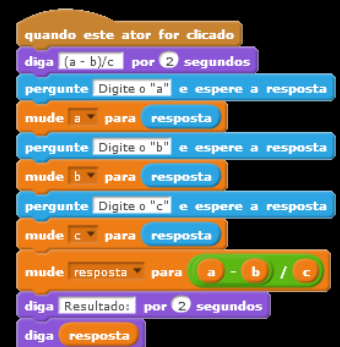 quando este ator for clicado
diga (a - b)/c por 2 segundos
pergunte Digite o "a" e espere a resposta
mude a para resposta
pergunte Digite o "b" e espere a resposta
mude b para resposta
pergunte Digite o "c" e espere a resposta
mude c para resposta
mude resposta para a - b / c
diga Resultado: por 2 segundos
diga resposta